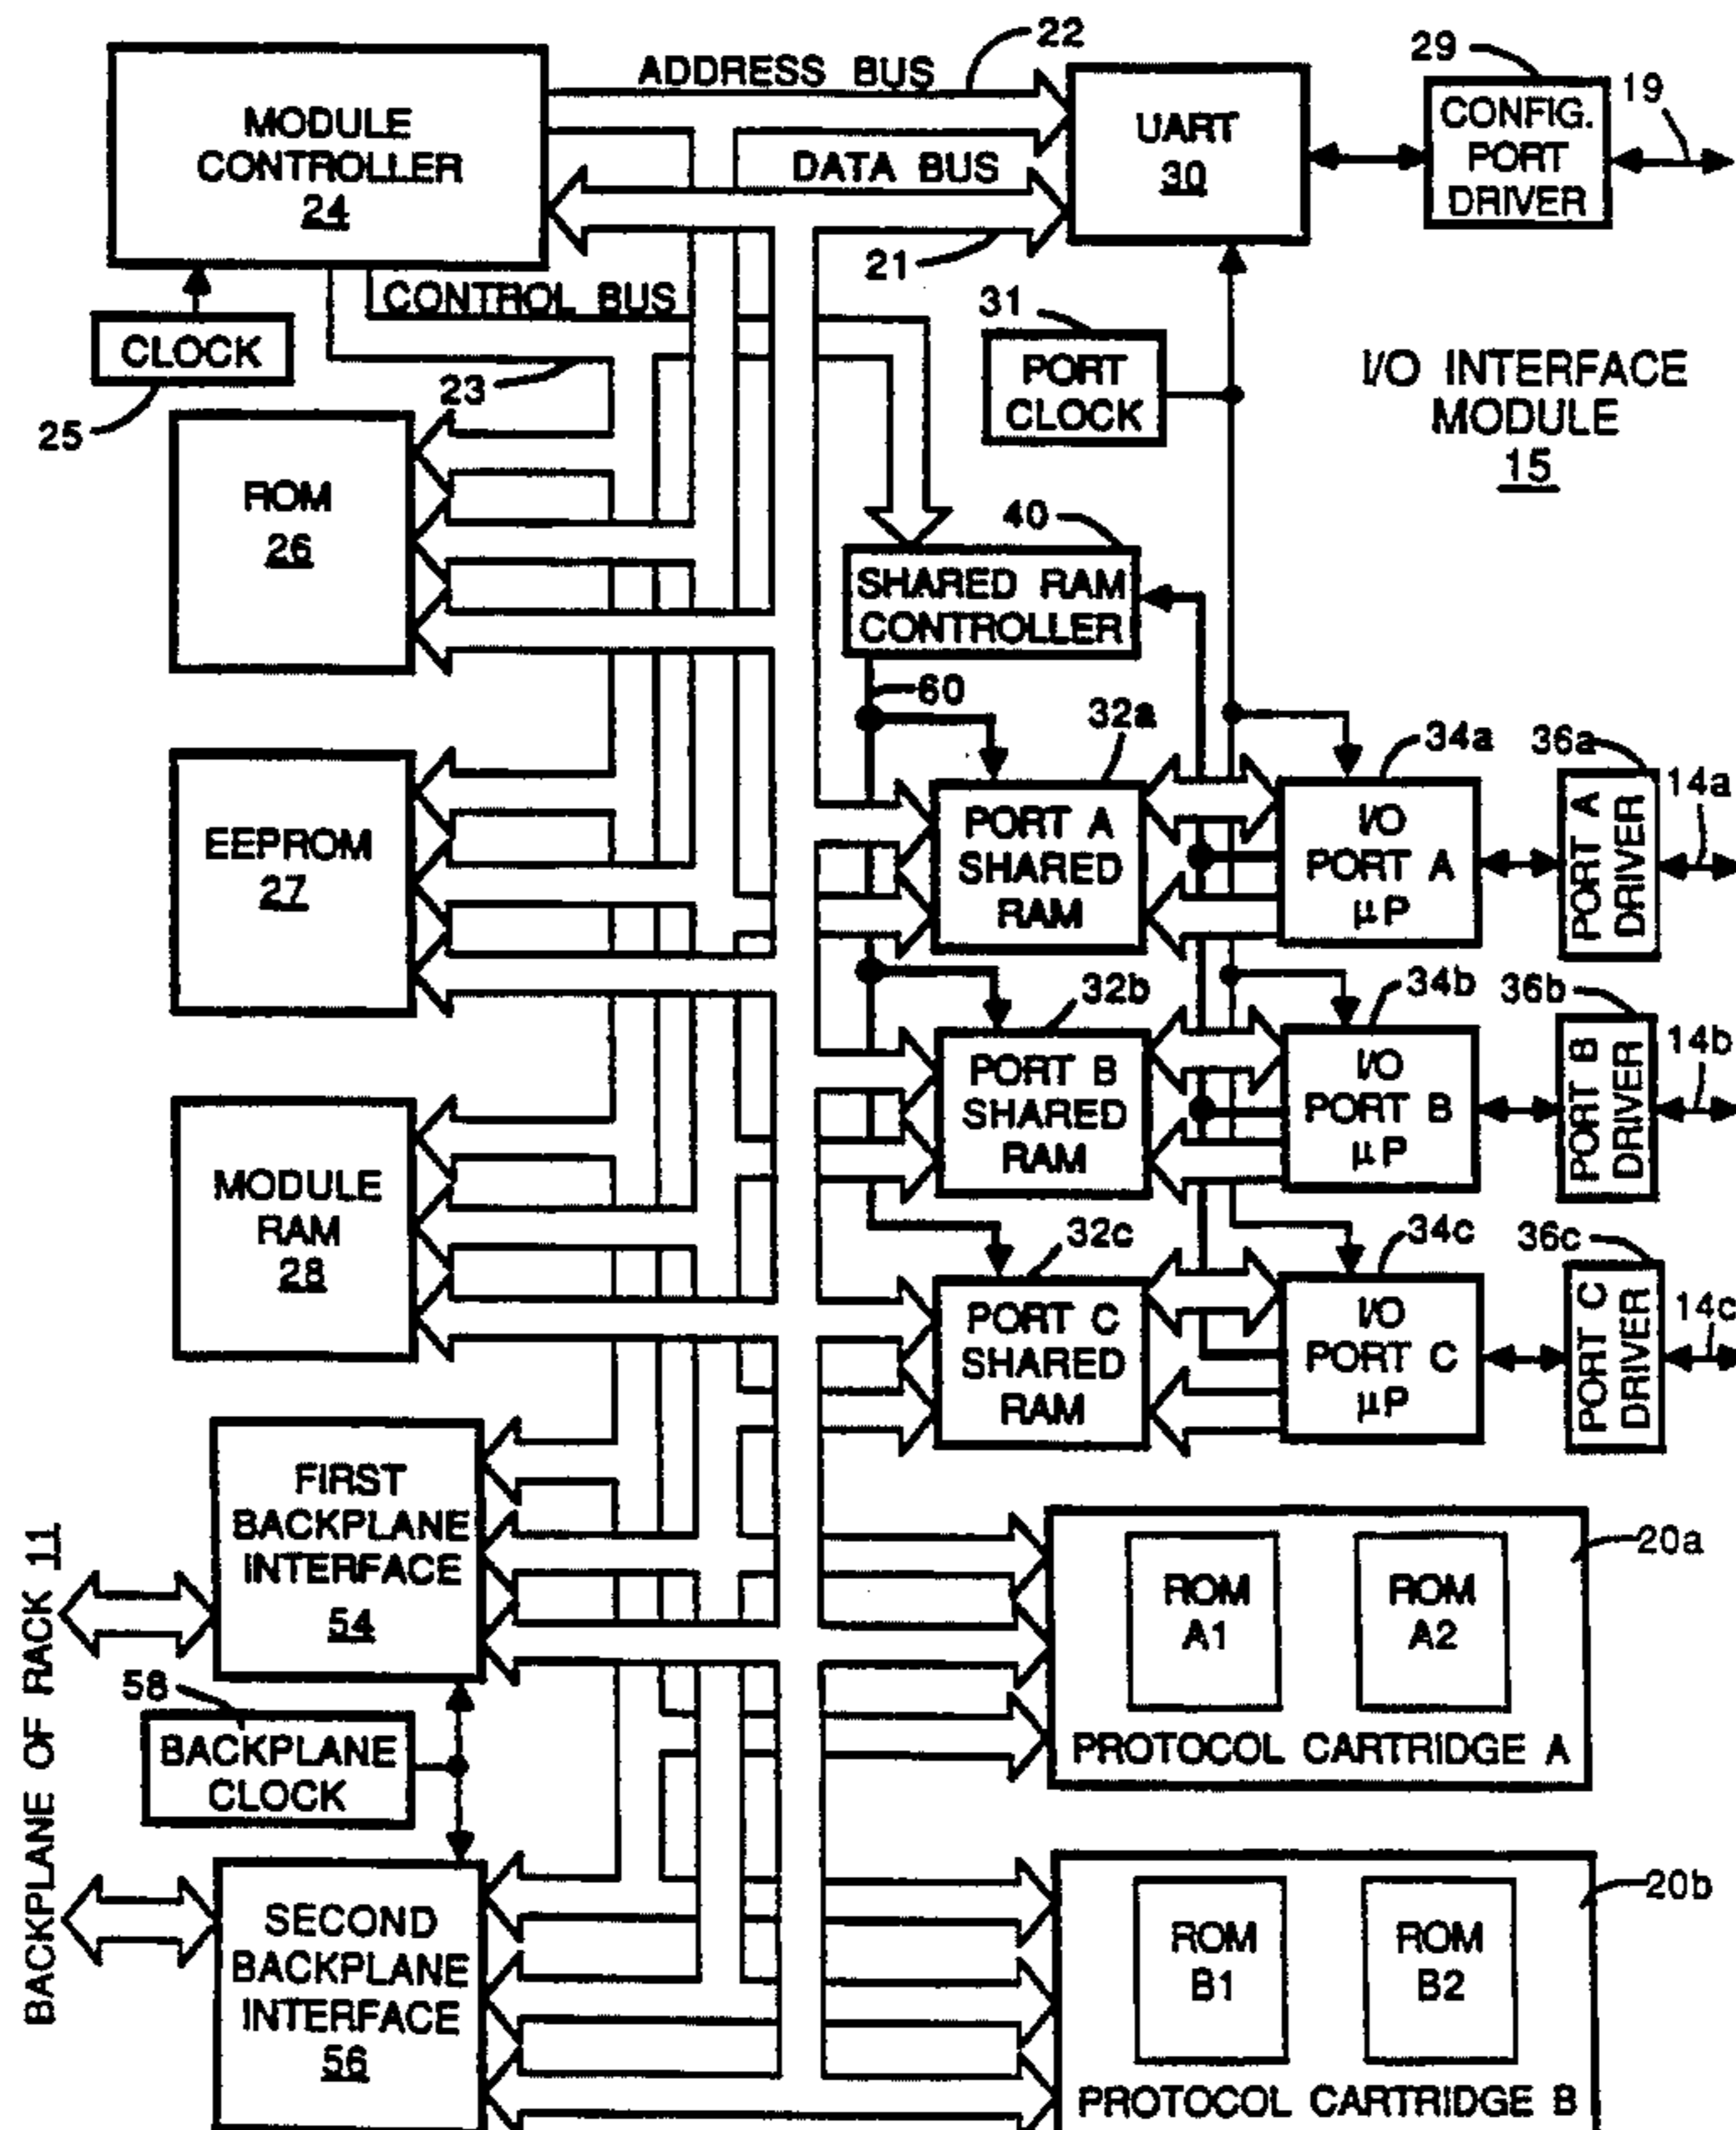 22
ADDRESS BUS
MODULE
CONTROLLER
24
DATA BUS
21
UART
30
29
CONFIG.
PORT
DRIVER
19
CONTROL BUS
23
CLOCK
25
31
PORT
CLOCK
I/O INTERFACE
MODULE
15
ROM
26
40
SHARED RAM
CONTROLLER
60
EEPROM
27
32a
PORT A
SHARED
RAM
34a
I/O
PORT A
μP
36a
PORT A
DRIVER
14a
MODULE
RAM
28
32b
PORT B
SHARED
RAM
34b
I/O
PORT B
μP
36b
PORT B
DRIVER
14b
32c
PORT C
SHARED
RAM
34c
I/O
PORT C
μP
36c
PORT C
DRIVER
14c
BACKPLANE OF RACK 11
FIRST
BACKPLANE
INTERFACE
54
58
BACKPLANE
CLOCK
SECOND
BACKPLANE
INTERFACE
56
20a
ROM
A1
ROM
A2
PROTOCOL CARTRIDGE A
20b
ROM
B1
ROM
B2
PROTOCOL CARTRIDGE B